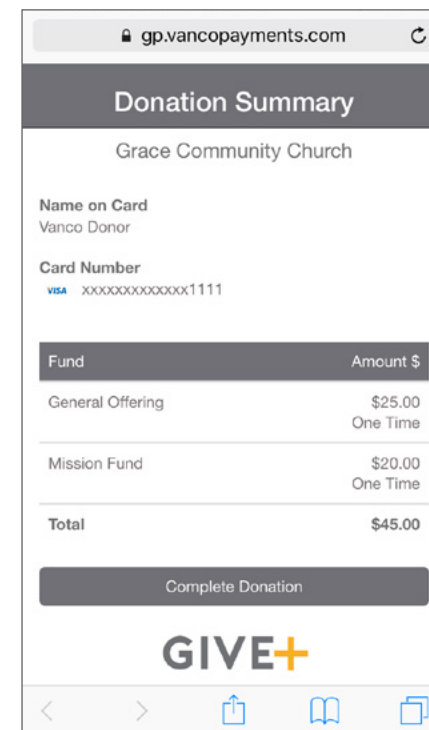 gp.vancopayments.com
Donation Summary
Grace Community Church
Name on Card
Vanco Donor
Card Number
VISA xxxxxxxxxxxxx1111
Fund Amount $
General Offering $25.00
One Time
Mission Fund $20.00
One Time
Total $45.00
Complete Donation
GIVE+